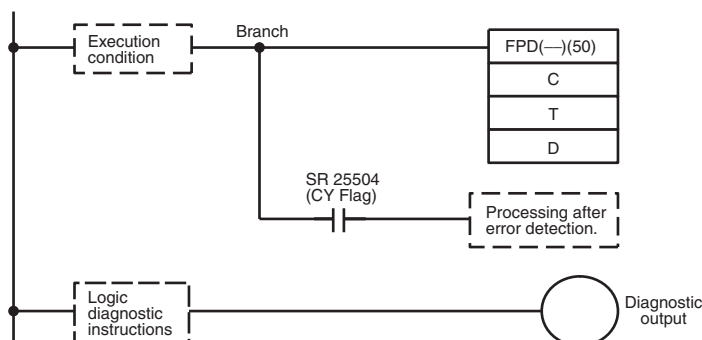 Execution
condition
Branch
FPD(––)(50)
C
T
D
SR 25504
(CY Flag)
Processing after
error detection.
Logic
diagnostic
instructions
Diagnostic
output